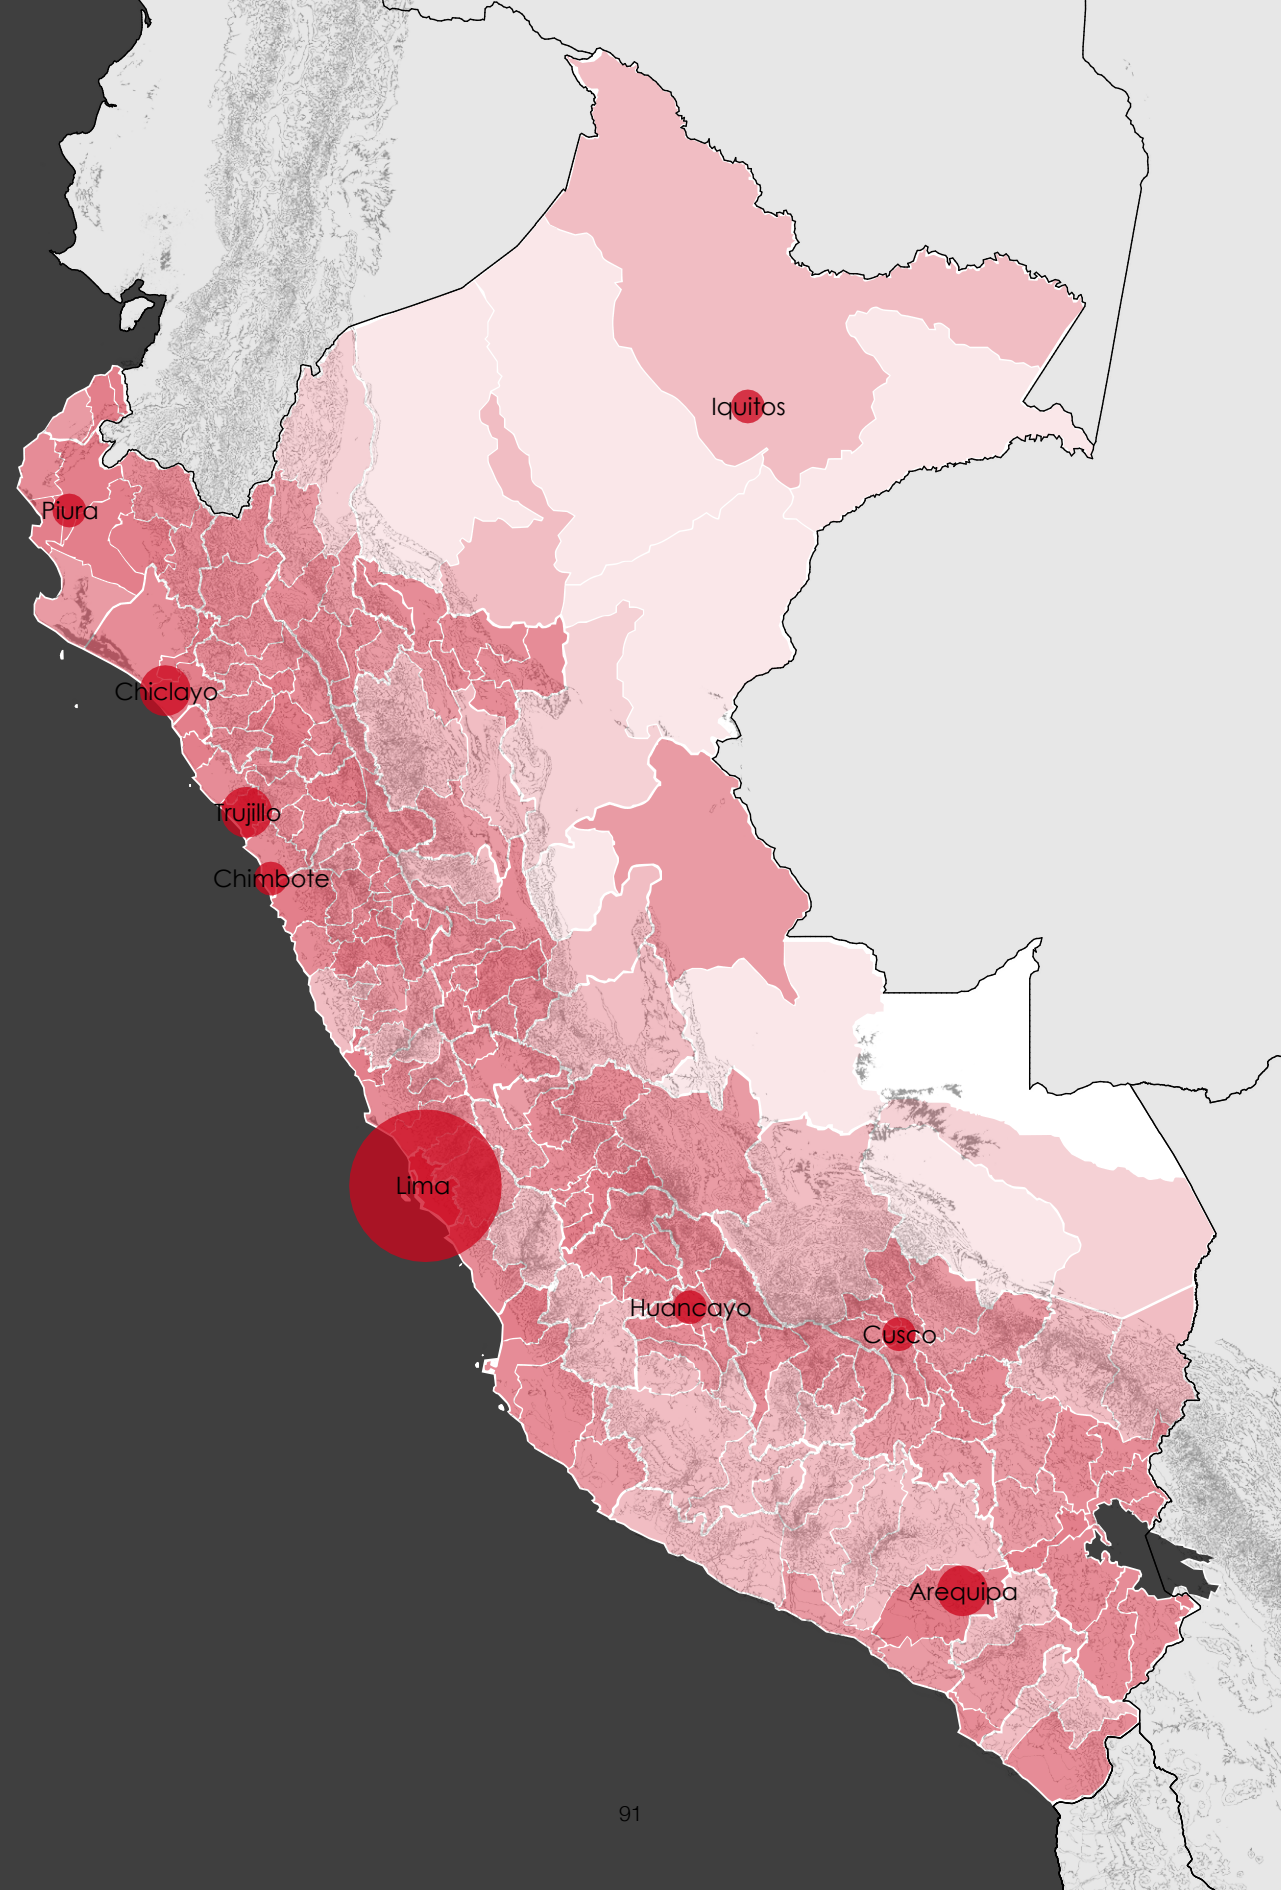 Iquitos
Piura
Chiclayo
Trujillo
Chimbote
Lima
Huancayo
Cusco
Arequipa
91